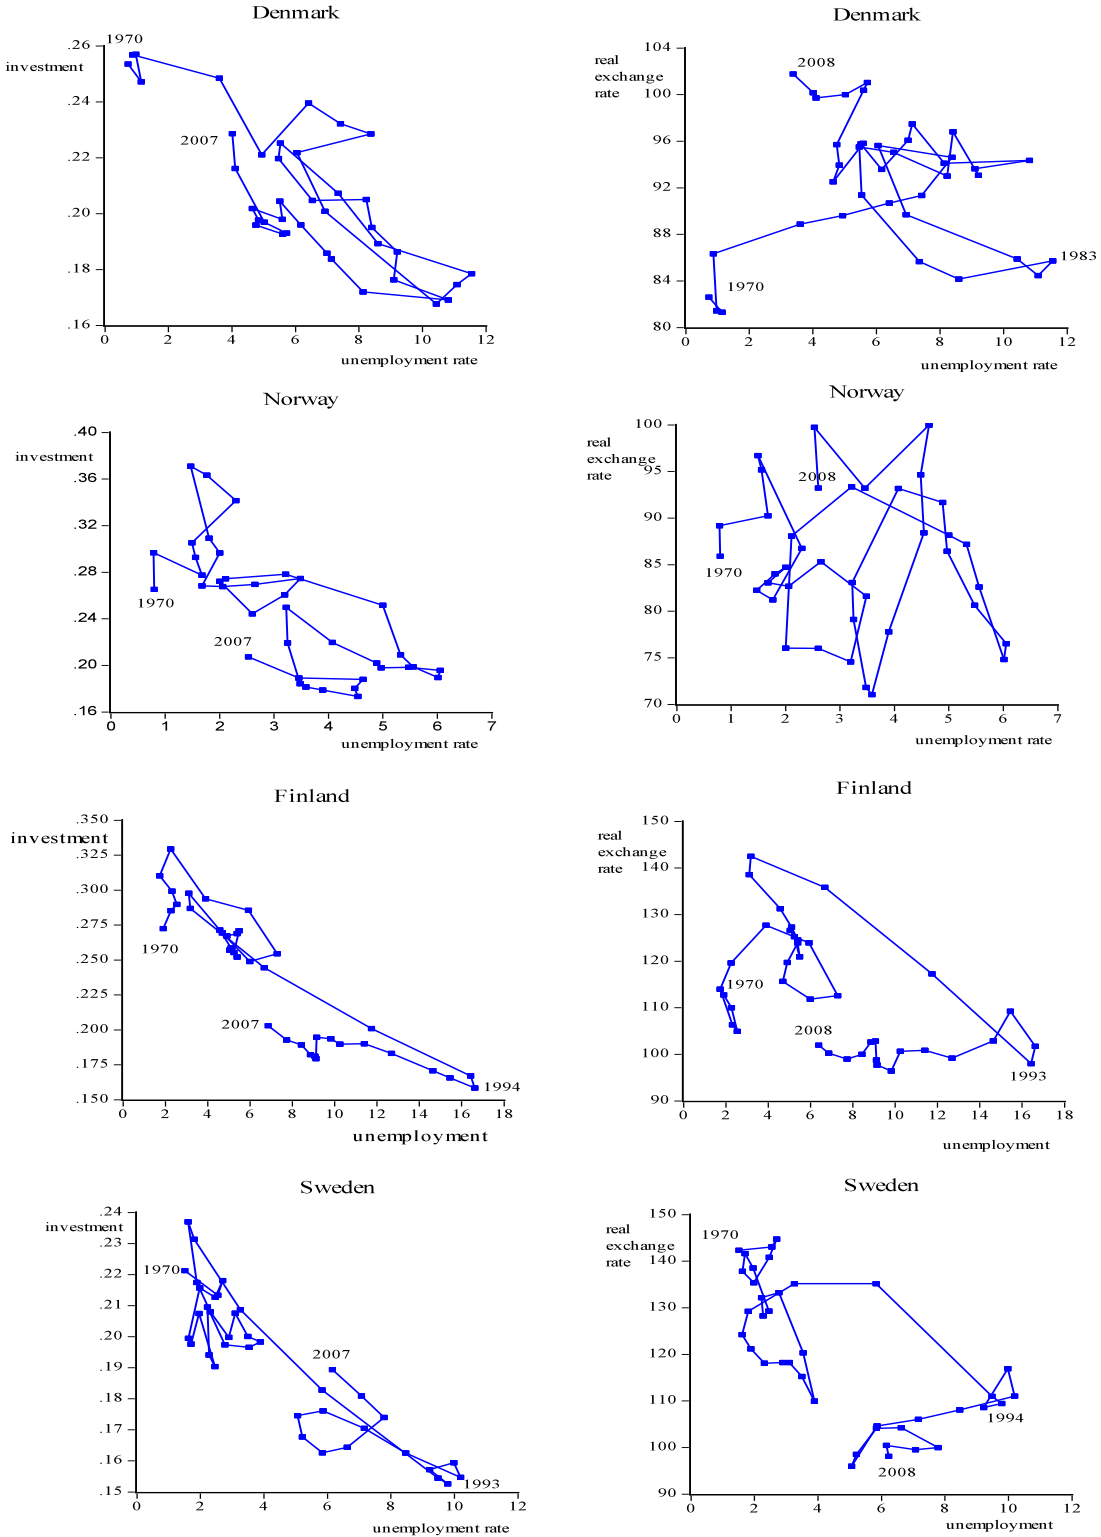 Denmark
.26
1970
investment
.24
2007
.22
.20
.18
.16
0 2 4 6 8 10 12
unemployment rate
Denmark
104
real
exchange
rate
2008
100
96
92
88
1983
84
1970
80
0 2 4 6 8 10 12
unemployment rate
Norway
.40
investment
.36
.32
.28
1970
.24
2007
.20
.16
0 1 2 3 4 5 6 7
unemployment rate
Norway
100
real
exchange
rate
95
2008
90
85
1970
80
75
70
0 1 2 3 4 5 6 7
unemployment rate
Finland
.350
investment
.325
.300
.275
1970
.250
.225
2007
.200
.175
1994
.150
0 2 4 6 8 10 12 14 16 18
unemployment
Finland
150
real
exchange
rate
140
130
120
1970
110
2008
100
1993
90
0 2 4 6 8 10 12 14 16 18
unemployment
Sweden
.24
investment
.23
1970
.22
.21
.20
2007
.19
.18
.17
.16
1993
.15
0 2 4 6 8 10 12
unemployment rate
Sweden
150
real
exchange
rate
1970
140
130
120
110
1994
100
2008
90
0 2 4 6 8 10 12
unemployment